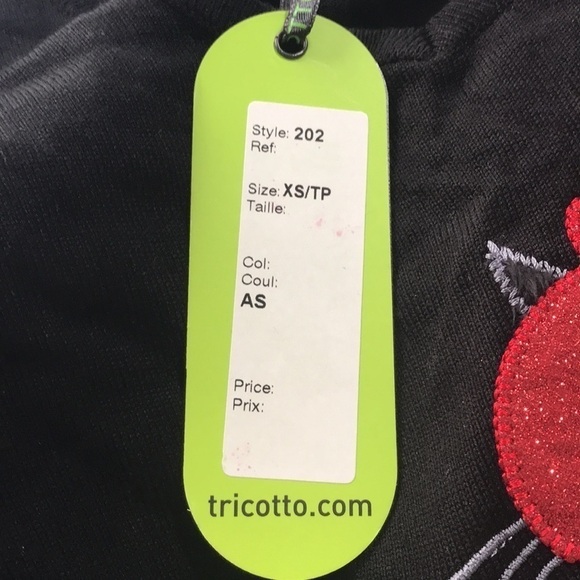 Style: 202
Ref:
Size: XS/TP
Taille:
Col:
Coul:
AS
Price:
Prix:
tricotto.com